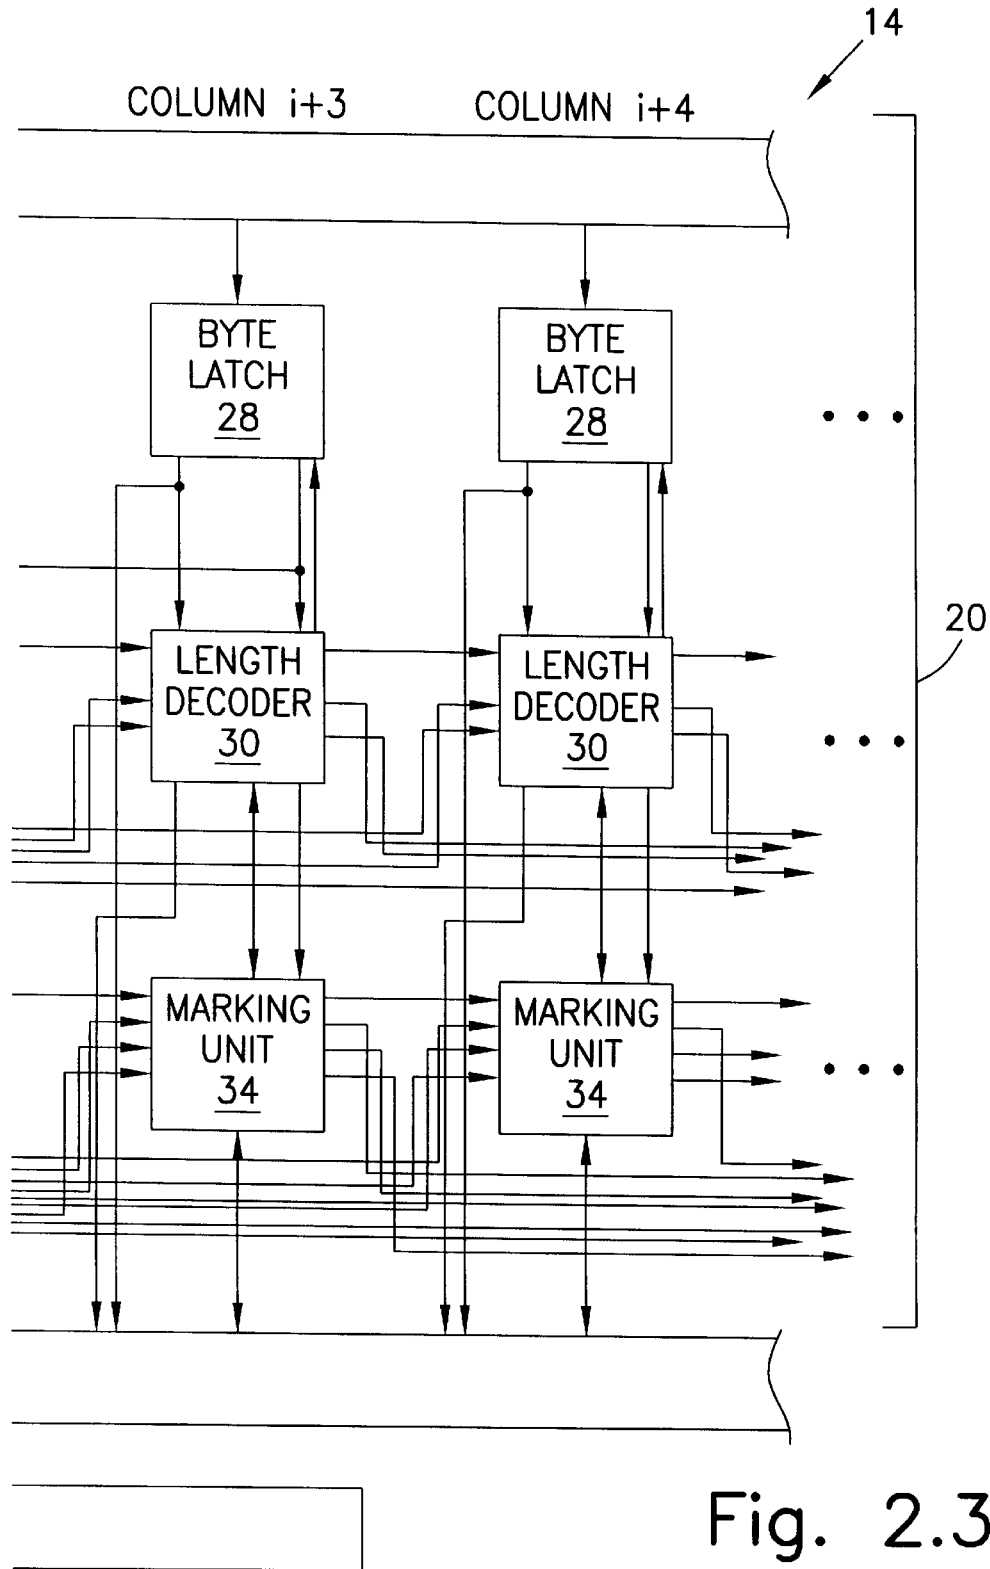 14
COLUMN i+3
COLUMN i+4
BYTE
LATCH
28
BYTE
LATCH
28
20
LENGTH
DECODER
30
LENGTH
DECODER
30
MARKING
UNIT
34
MARKING
UNIT
34
Fig. 2.3